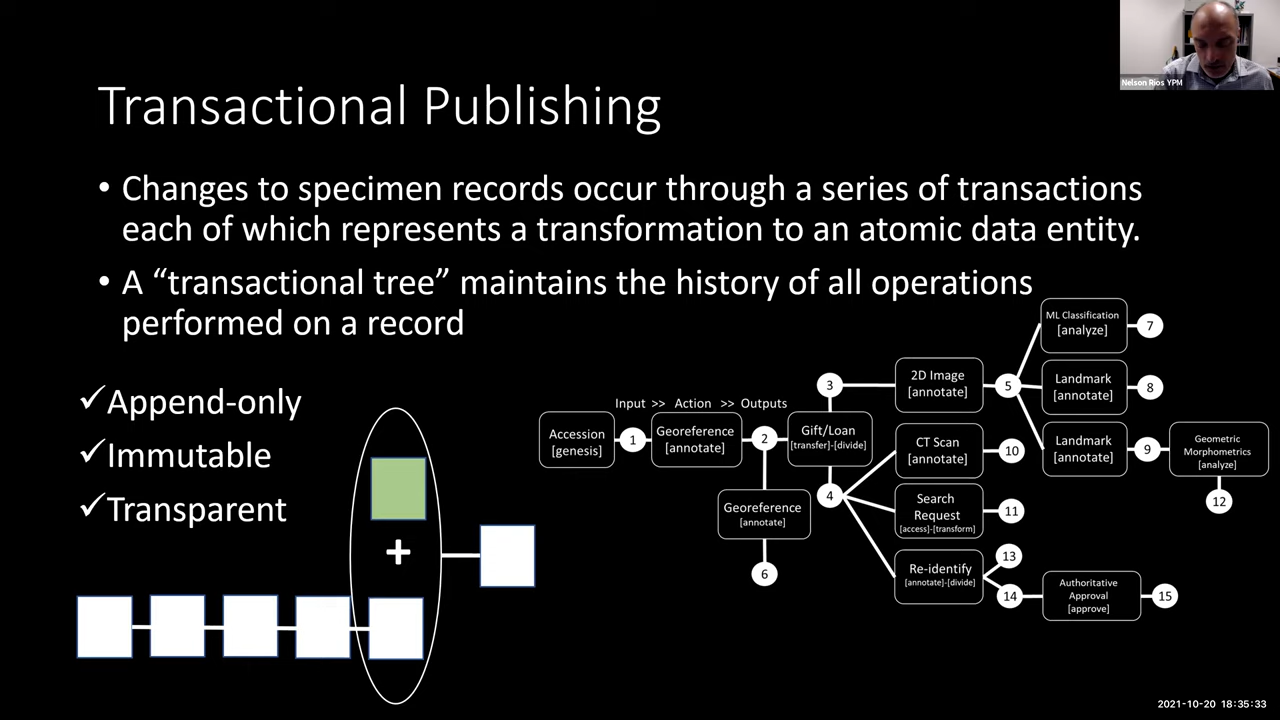 Nelson Rios YPM
Transactional Publishing
• Changes to specimen records occur through a series of transactions
each of which represents a transformation to an atomic data entity.
• A “transactional tree” maintains the history of all operations
performed on a record
✓Append-only
✓Immutable
✓Transparent
+
Input >> Action >> Outputs
Accession
[genesis]
1
Georeference
[annotate]
2
Georeference
[annotate]
6
3
Gift/Loan
[transfer]-[divide]
4
2D Image
[annotate]
5
CT Scan
[annotate]
10
Search
Request
[access]-[transform]
11
Re-identify
[annotate]-[divide]
13
14
ML Classification
[analyze]
7
Landmark
[annotate]
8
Landmark
[annotate]
9
Geometric
Morphometrics
[analyze]
12
Authoritative
Approval
[approve]
15
2021-10-20 18:35:33